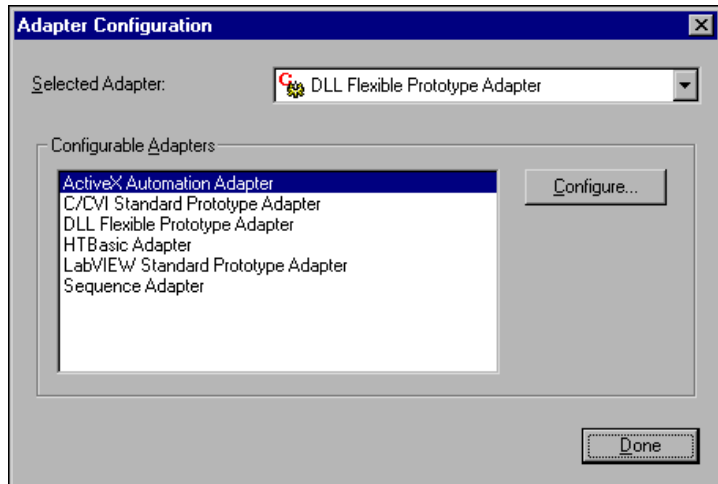 Adapter Configuration
Selected Adapter: DLL Flexible Prototype Adapter
Configurable Adapters
ActiveX Automation Adapter
C/CVI Standard Prototype Adapter
DLL Flexible Prototype Adapter
HTBasic Adapter
LabVIEW Standard Prototype Adapter
Sequence Adapter
Configure...
Done